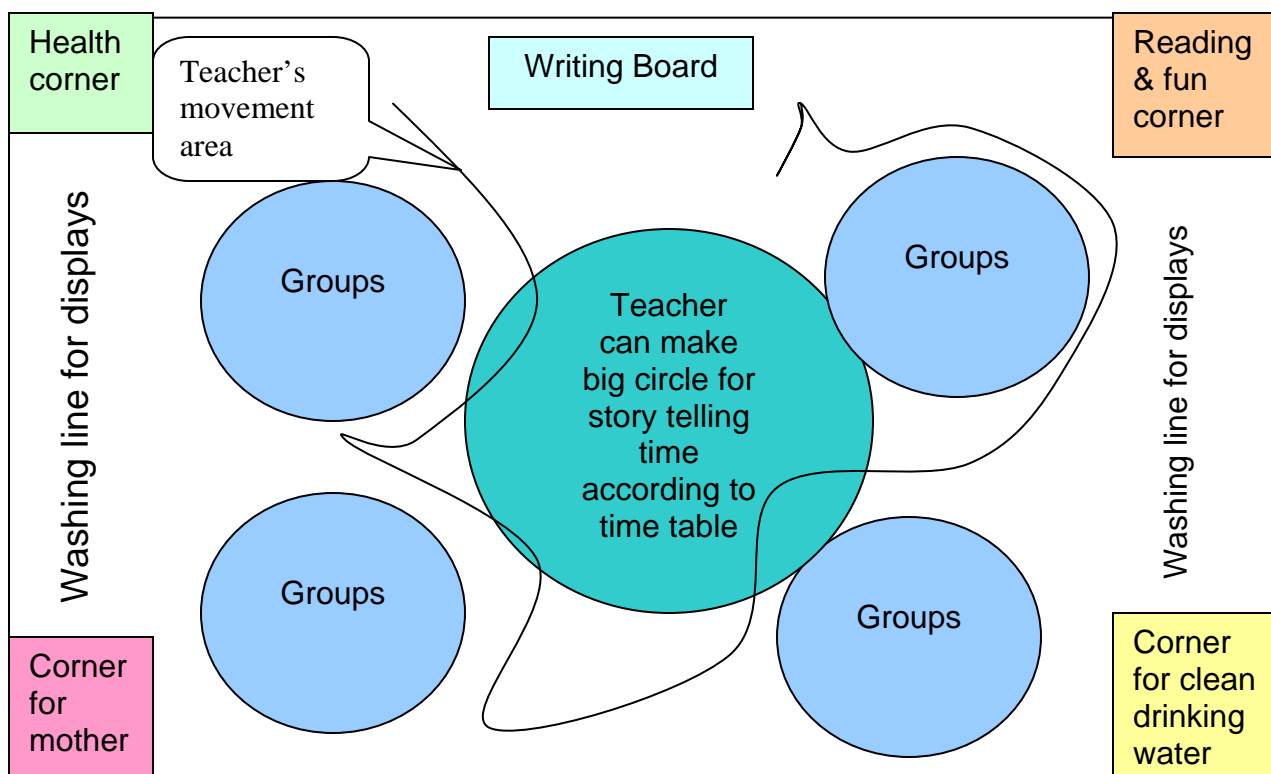 Health
corner
Teacher’s
movement
area
Writing Board
Reading
& fun
corner
Washing line for displays
Groups
Teacher
can make
big circle for
story telling
time
according to
time table
Groups
Washing line for displays
Groups
Groups
Corner
for
mother
Corner
for clean
drinking
water